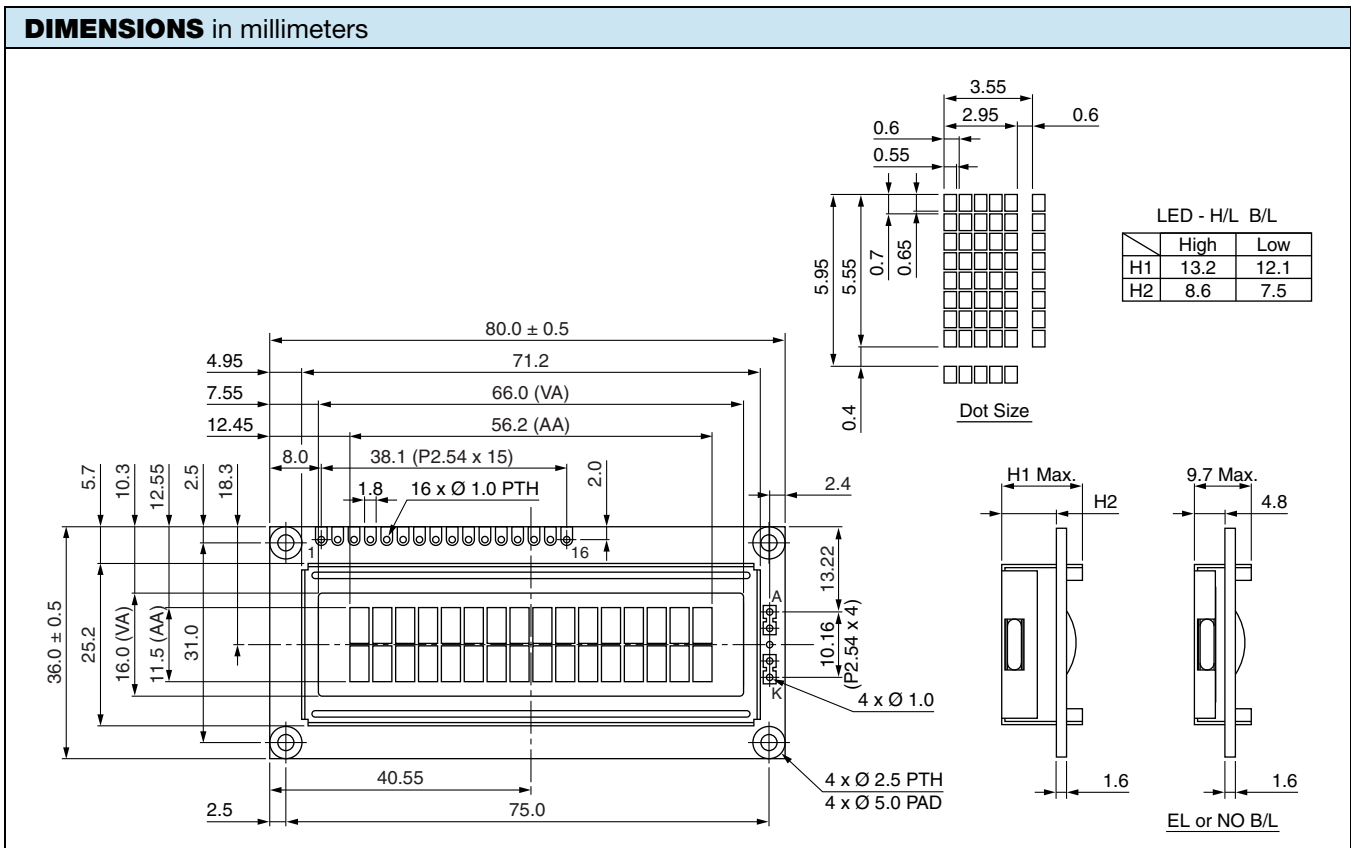 DIMENSIONS in millimeters
3.55
2.95
0.6
0.6
0.55
5.95
5.55
0.7
0.65
0.4
Dot Size
LED - H/L B/L
High Low
H1 13.2 12.1
H2 8.6 7.5
80.0 ± 0.5
4.95
71.2
7.55
66.0 (VA)
12.45
56.2 (AA)
8.0
38.1 (P2.54 x 15)
1.8
16 x Ø 1.0 PTH
2.0
2.4
5.7
10.3
12.55
2.5
18.3
1
16
36.0 ± 0.5
25.2
16.0 (VA)
11.5 (AA)
31.0
13.22
A
10.16
(P2.54 x 4)
K
4 x Ø 1.0
40.55
4 x Ø 2.5 PTH
4 x Ø 5.0 PAD
2.5
75.0
H1 Max.
H2
1.6
9.7 Max.
4.8
1.6
EL or NO B/L